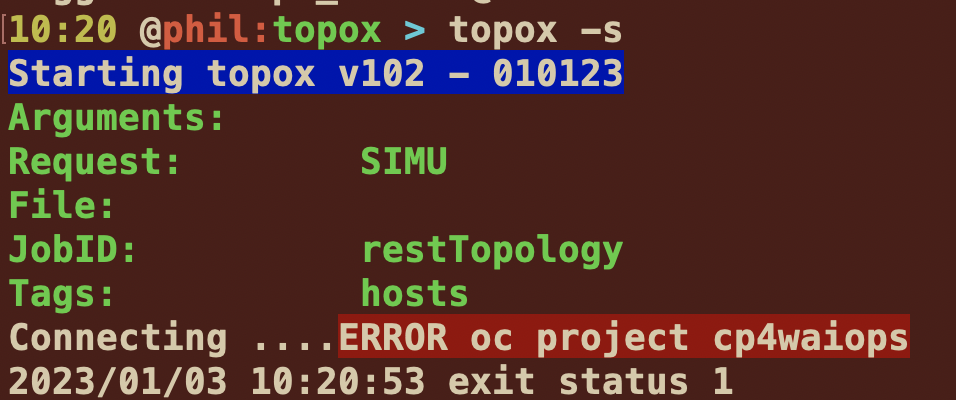 10:20 @phil:topox > topox -s
Starting topox v102 - 010123
Arguments:
Request: SIMU
File:
JobID: restTopology
Tags: hosts
Connecting ....ERROR oc project cp4waiops
2023/01/03 10:20:53 exit status 1